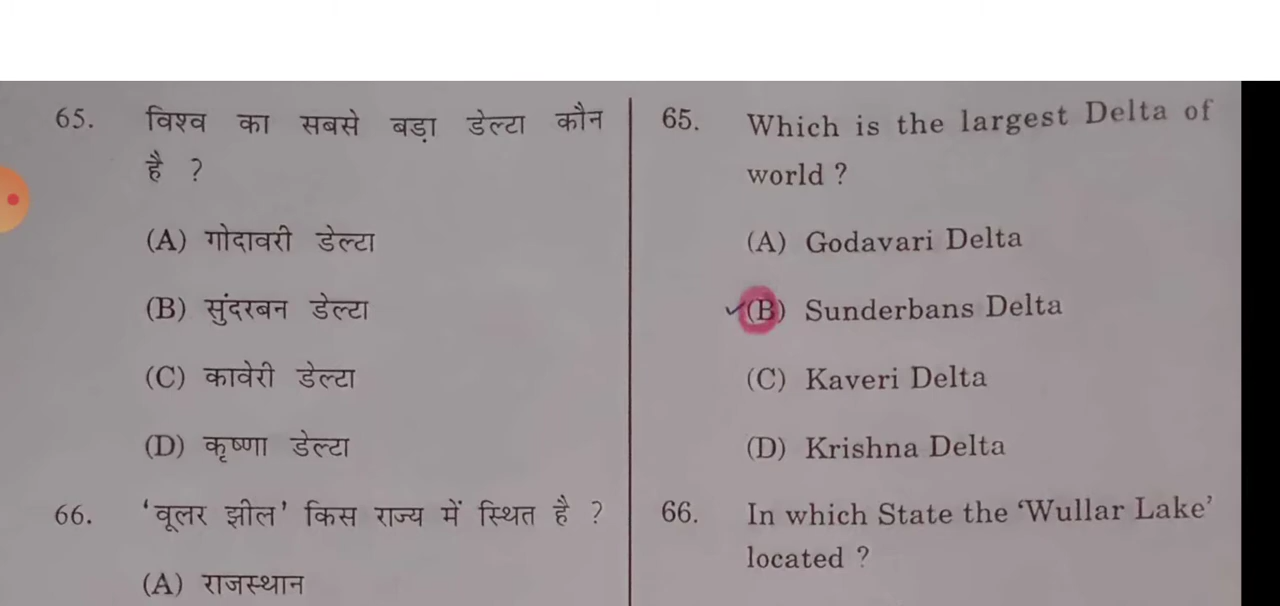 65. विश्व का सबसे बड़ा डेल्टा कौन
है ?
(A) गोदावरी डेल्टा
(B) सुंदरबन डेल्टा
(C) कावेरी डेल्टा
(D) कृष्णा डेल्टा
66. ‘वूलर झील’ किस राज्य में स्थित है ?
(A) राजस्थान
65. Which is the largest Delta of
world ?
(A) Godavari Delta
(B) Sunderbans Delta
(C) Kaveri Delta
(D) Krishna Delta
66. In which State the ‘Wullar Lake’
located ?